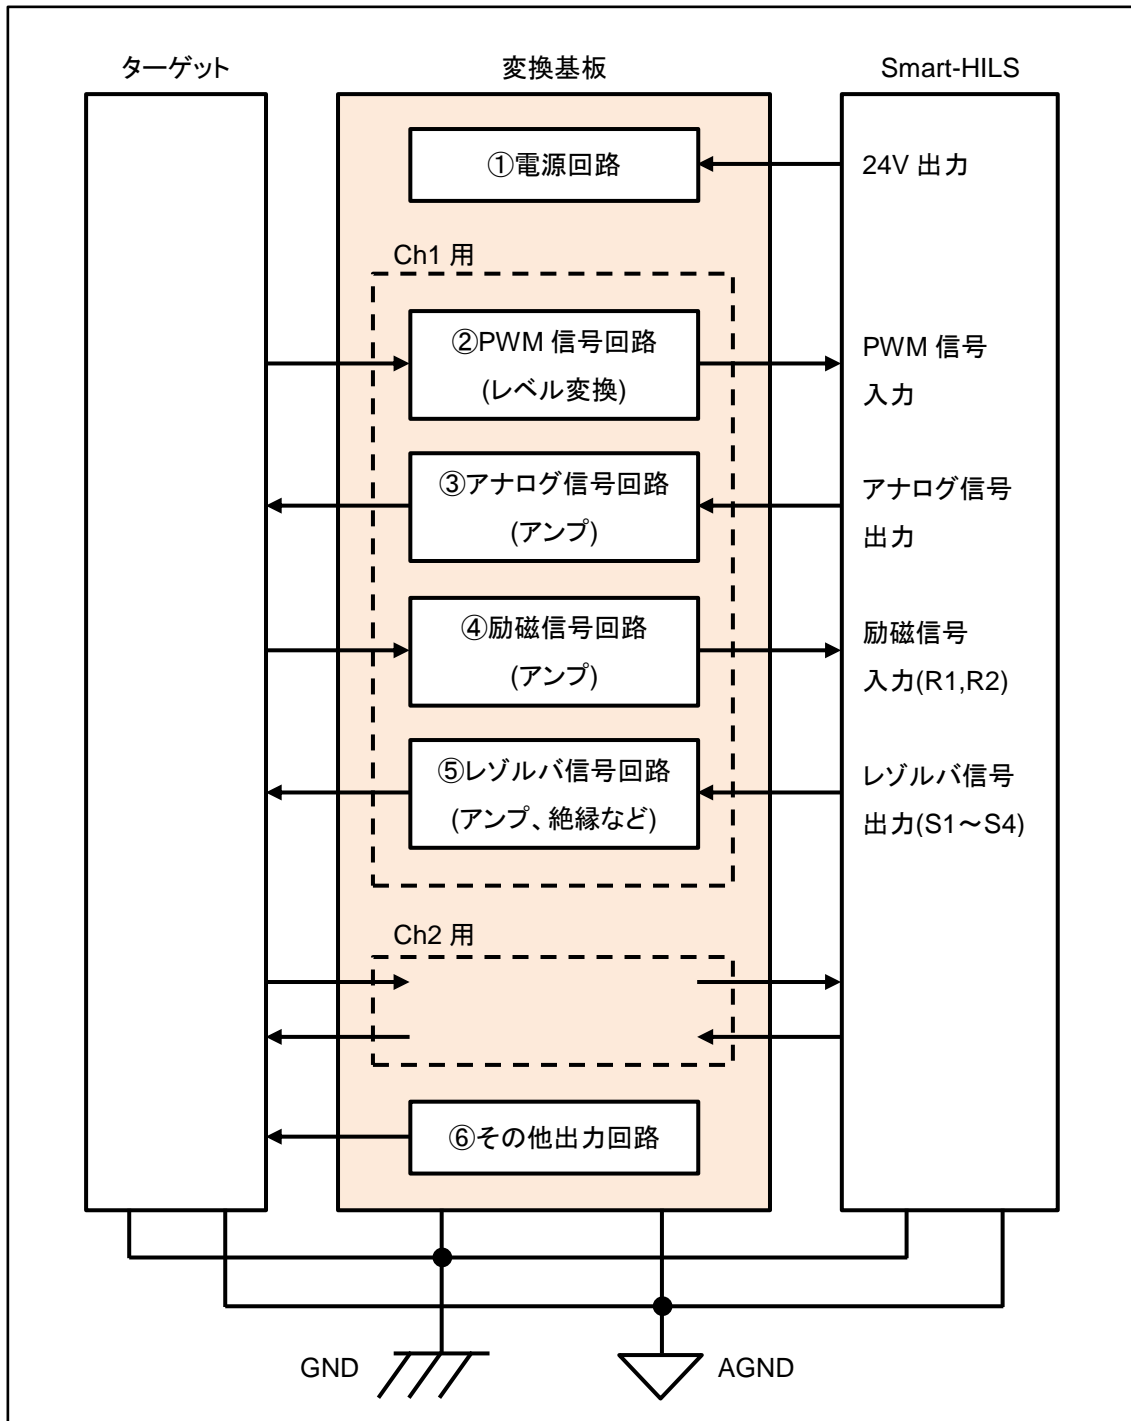 ターゲット
変換基板
Smart-HILS
①電源回路
24V 出力
Ch1 用
②PWM 信号回路
(レベル変換)
PWM 信号
入力
③アナログ信号回路
(アンプ)
アナログ信号
出力
④励磁信号回路
(アンプ)
励磁信号
入力(R1,R2)
⑤レゾルバ信号回路
(アンプ、絶縁など)
レゾルバ信号
出力(S1～S4)
Ch2 用
⑥その他出力回路
GND
AGND